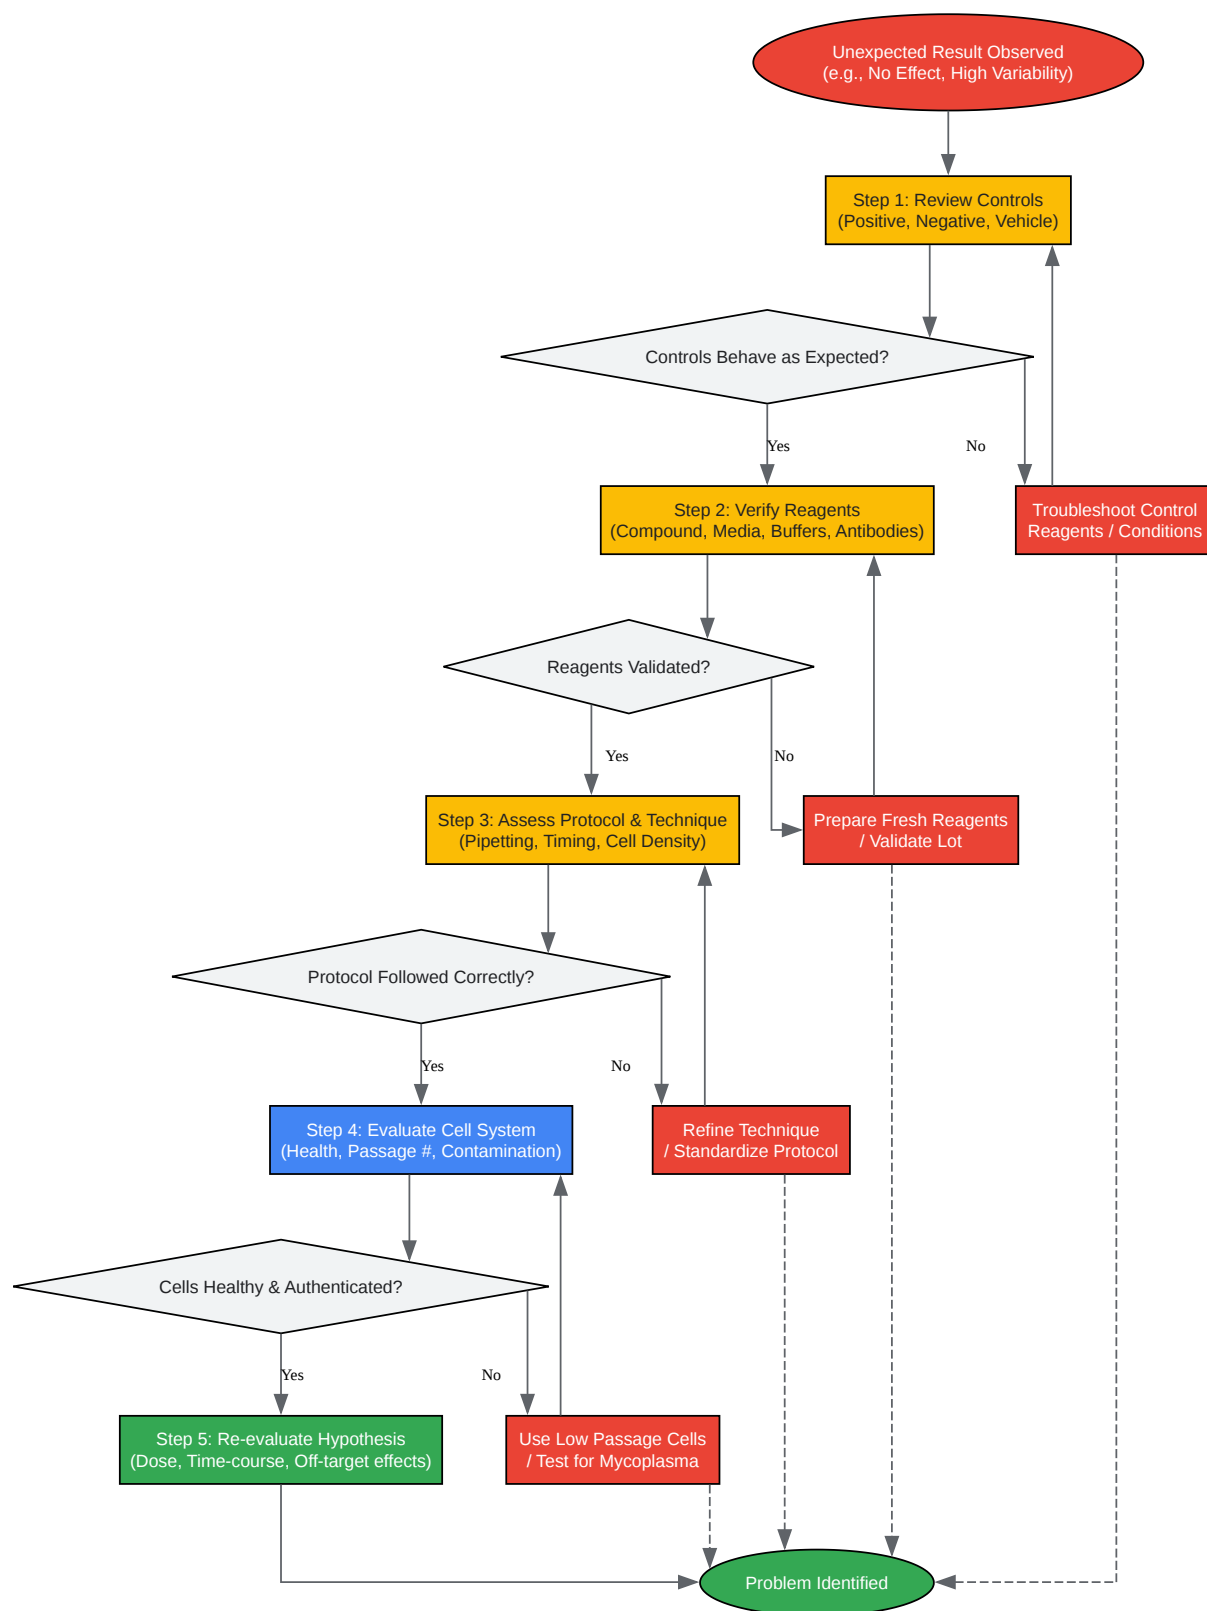 Unexpected Result Observed
(e.g., No Effect, High Variability)
Step 1: Review Controls
(Positive, Negative, Vehicle)
Controls Behave as Expected?
Yes
No
Step 2: Verify Reagents
(Compound, Media, Buffers, Antibodies)
Troubleshoot Control
Reagents / Conditions
Reagents Validated?
Yes
No
Step 3: Assess Protocol & Technique
(Pipetting, Timing, Cell Density)
Prepare Fresh Reagents
/ Validate Lot
Protocol Followed Correctly?
Yes
No
Step 4: Evaluate Cell System
(Health, Passage #, Contamination)
Refine Technique
/ Standardize Protocol
Cells Healthy & Authenticated?
Yes
No
Step 5: Re-evaluate Hypothesis
(Dose, Time-course, Off-target effects)
Use Low Passage Cells
/ Test for Mycoplasma
Problem Identified